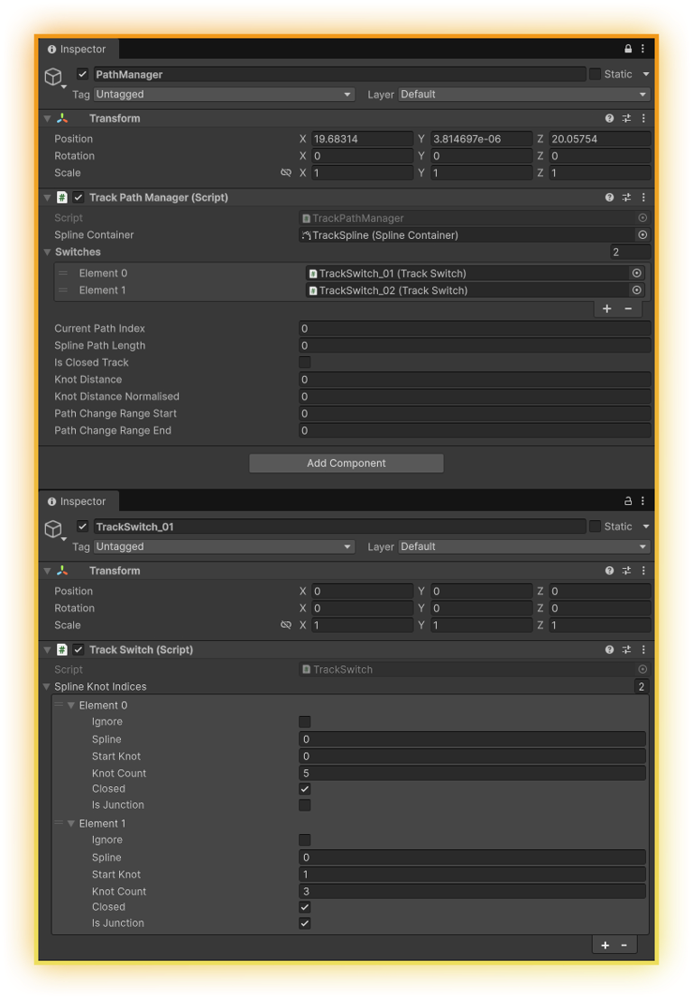 Inspector
PathManager Static
Tag Untagged Layer Default
Transform
Position X 19.68314 Y 3.814697e-06 Z 20.05754
Rotation X 0 Y 0 Z 0
Scale X 1 Y 1 Z 1
# Track Path Manager (Script)
Script # TrackPathManager
Spline Container TrackSpline (Spline Container)
Switches 2
Element 0 # TrackSwitch_01 (Track Switch)
Element 1 # TrackSwitch_02 (Track Switch)
+ −
Current Path Index 0
Spline Path Length 0
Is Closed Track
Knot Distance 0
Knot Distance Normalised 0
Path Change Range Start 0
Path Change Range End 0
Add Component
Inspector
TrackSwitch_01 Static
Tag Untagged Layer Default
Transform
Position X 0 Y 0 Z 0
Rotation X 0 Y 0 Z 0
Scale X 1 Y 1 Z 1
# Track Switch (Script)
Script # TrackSwitch
Spline Knot Indices 2
Element 0
Ignore
Spline 0
Start Knot 0
Knot Count 5
Closed
Is Junction
Element 1
Ignore
Spline 0
Start Knot 1
Knot Count 3
Closed
Is Junction
+ −